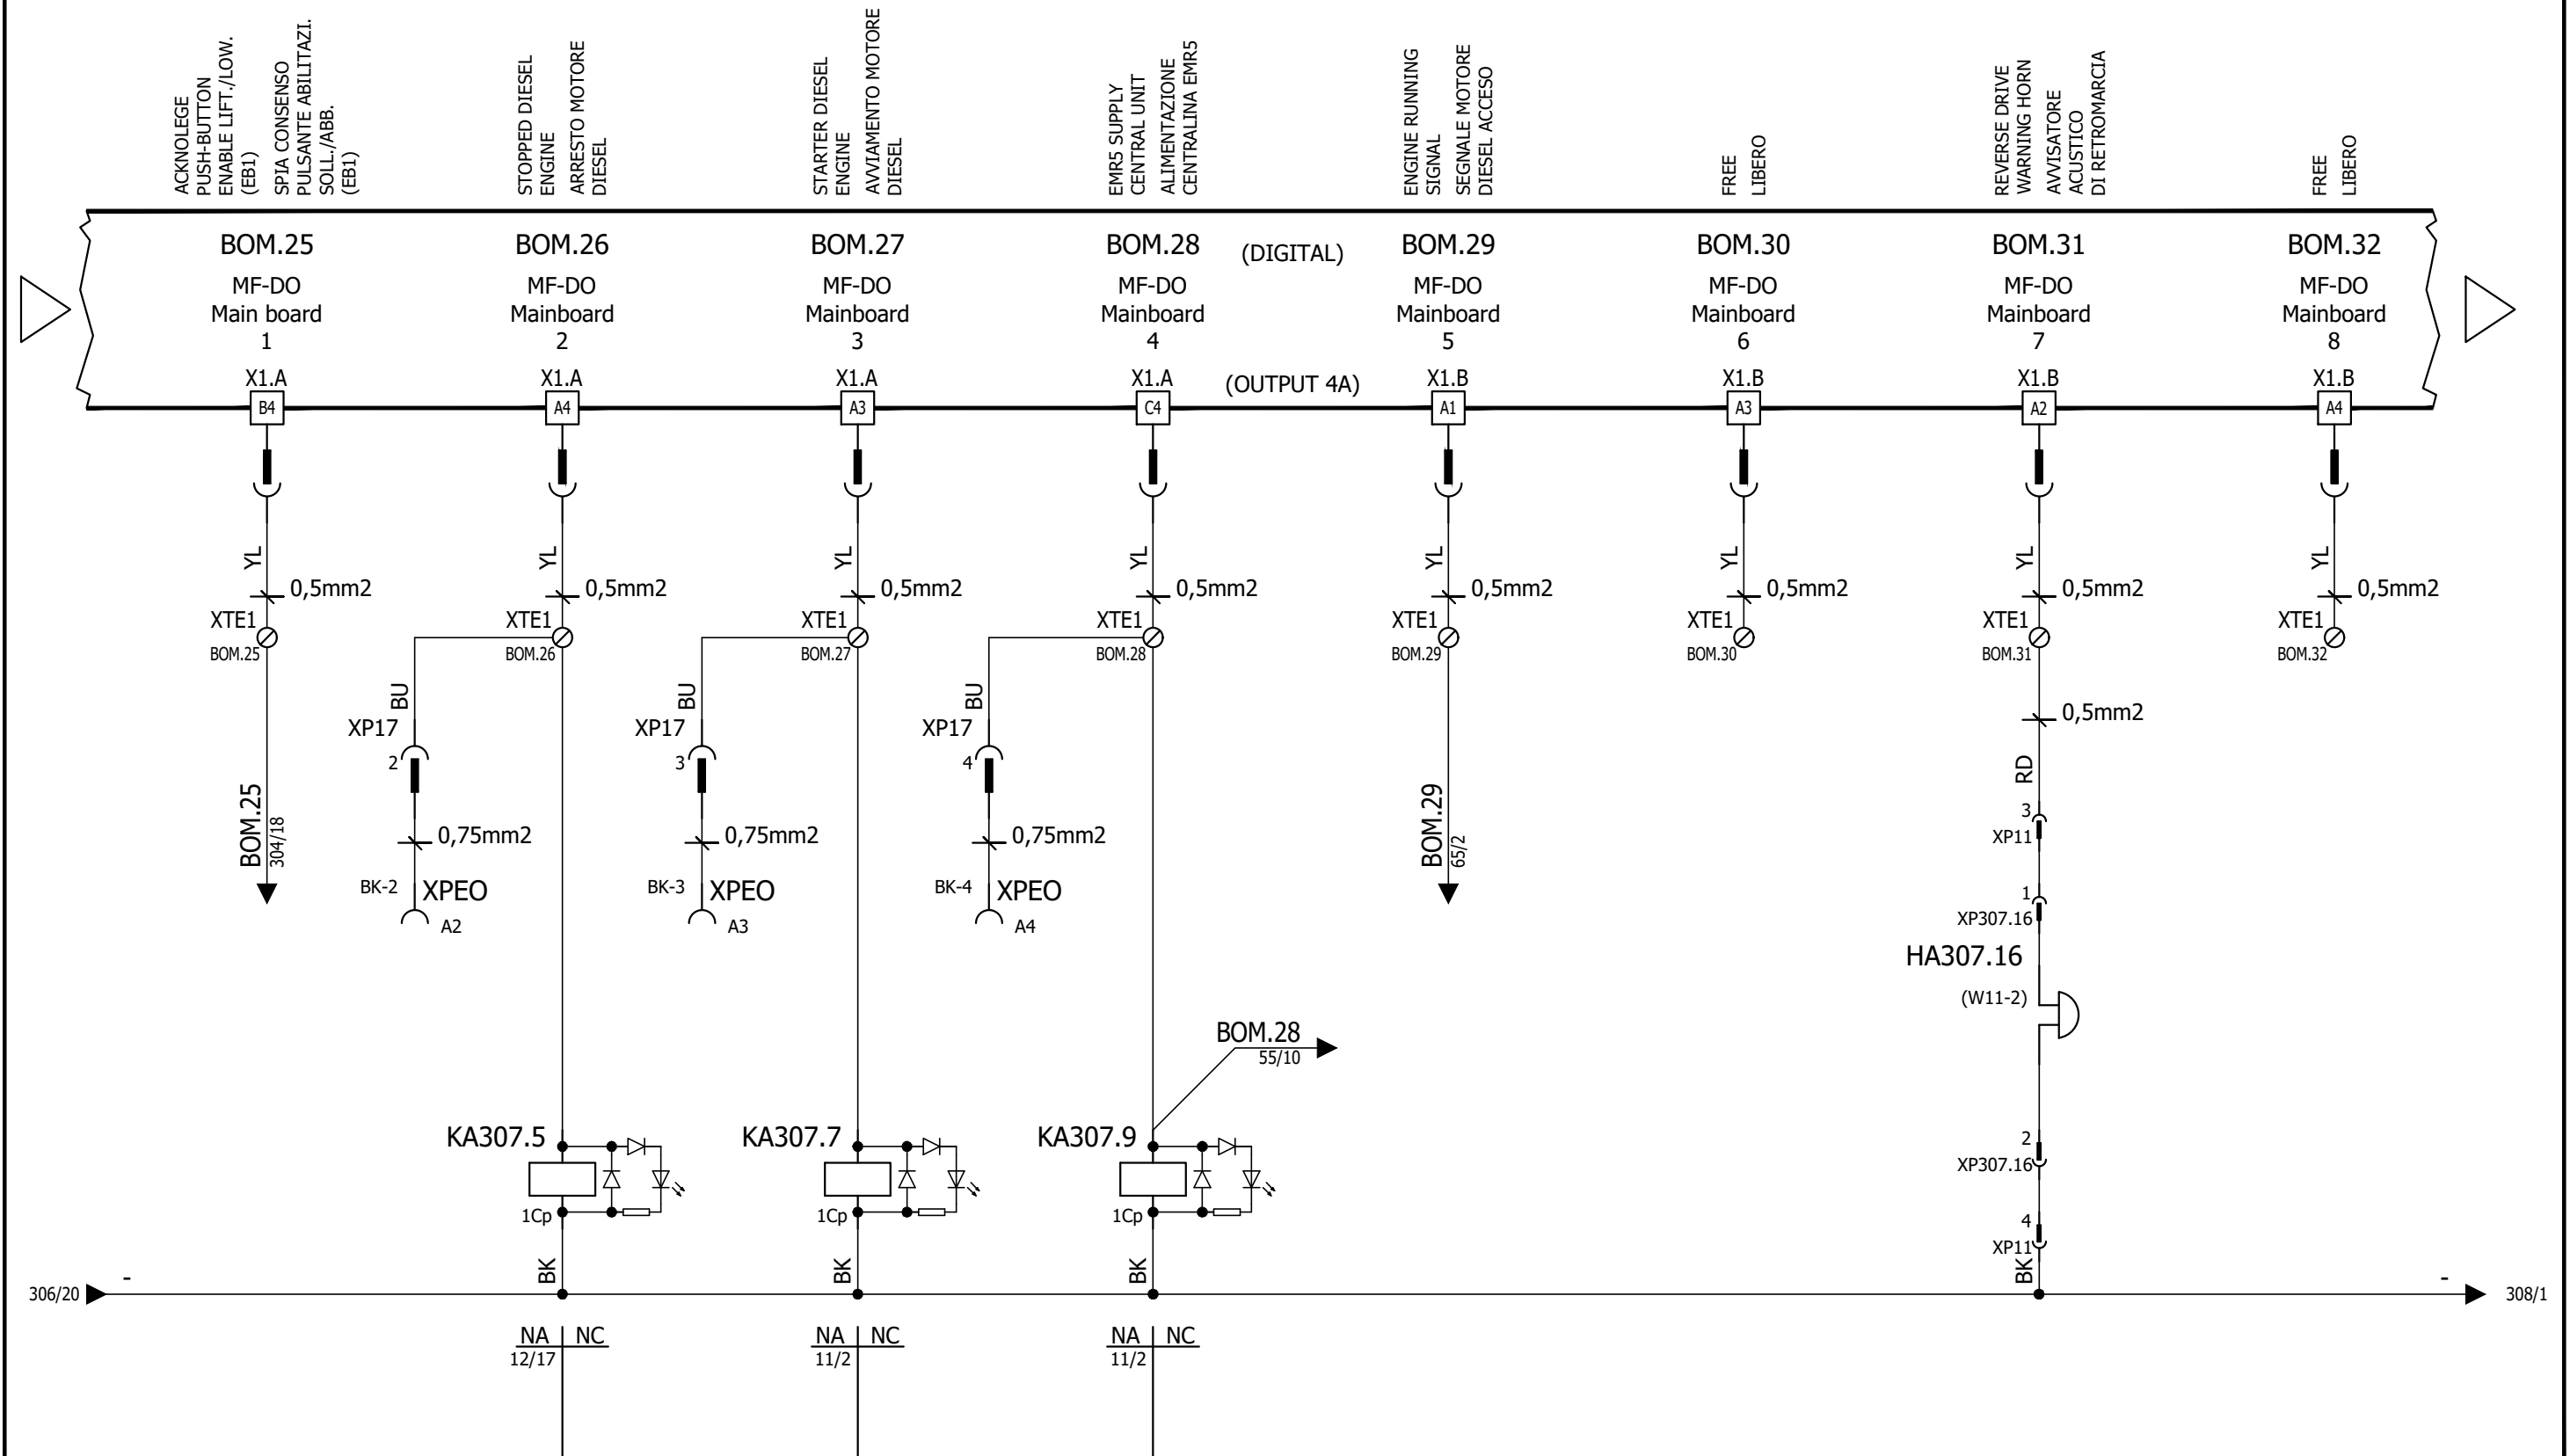 ACKNOLEGE
PUSH-BUTTON
ENABLE LIFT./LOW.
(EB1)
SPIA CONSENSO
PULSANTE ABILITAZI.
SOLL./ABB.
(EB1)
STOPPED DIESEL
ENGINE
ARRESTO MOTORE
DIESEL
STARTER DIESEL
ENGINE
AVVIAMENTO MOTORE
DIESEL
EMR5 SUPPLY
CENTRAL UNIT
ALIMENTAZIONE
CENTRALINA EMR5
ENGINE RUNNING
SIGNAL
SEGNALE MOTORE
DIESEL ACCESO
FREE
LIBERO
REVERSE DRIVE
WARNING HORN
AVVISATORE
ACUSTICO
DI RETROMARCIA
FREE
LIBERO
BOM.25
MF-DO
Main board
1
X1.A
B4
BOM.26
MF-DO
Mainboard
2
X1.A
A4
BOM.27
MF-DO
Mainboard
3
X1.A
A3
BOM.28
MF-DO
Mainboard
4
X1.A
C4
(DIGITAL)
(OUTPUT 4A)
BOM.29
MF-DO
Mainboard
5
X1.B
A1
BOM.30
MF-DO
Mainboard
6
X1.B
A3
BOM.31
MF-DO
Mainboard
7
X1.B
A2
BOM.32
MF-DO
Mainboard
8
X1.B
A4
YL
0,5mm2
XTE1
BOM.25
BOM.25
304/18
YL
0,5mm2
XTE1
BOM.26
BU
XP17
2
0,75mm2
BK-2
XPEO
A2
KA307.5
1Cp
BK
YL
0,5mm2
XTE1
BOM.27
BU
XP17
3
0,75mm2
BK-3
XPEO
A3
KA307.7
1Cp
BK
YL
0,5mm2
XTE1
BOM.28
BU
XP17
4
0,75mm2
BK-4
XPEO
A4
BOM.28
55/10
KA307.9
1Cp
BK
YL
0,5mm2
XTE1
BOM.29
BOM.29
65/2
YL
0,5mm2
XTE1
BOM.30
YL
0,5mm2
XTE1
BOM.31
0,5mm2
RD
3
XP11
1
XP307.16
HA307.16
(W11-2)
2
XP307.16
4
XP11
BK
YL
0,5mm2
XTE1
BOM.32
306/20
-
-
308/1
NA NC
12/17
NA NC
11/2
NA NC
11/2